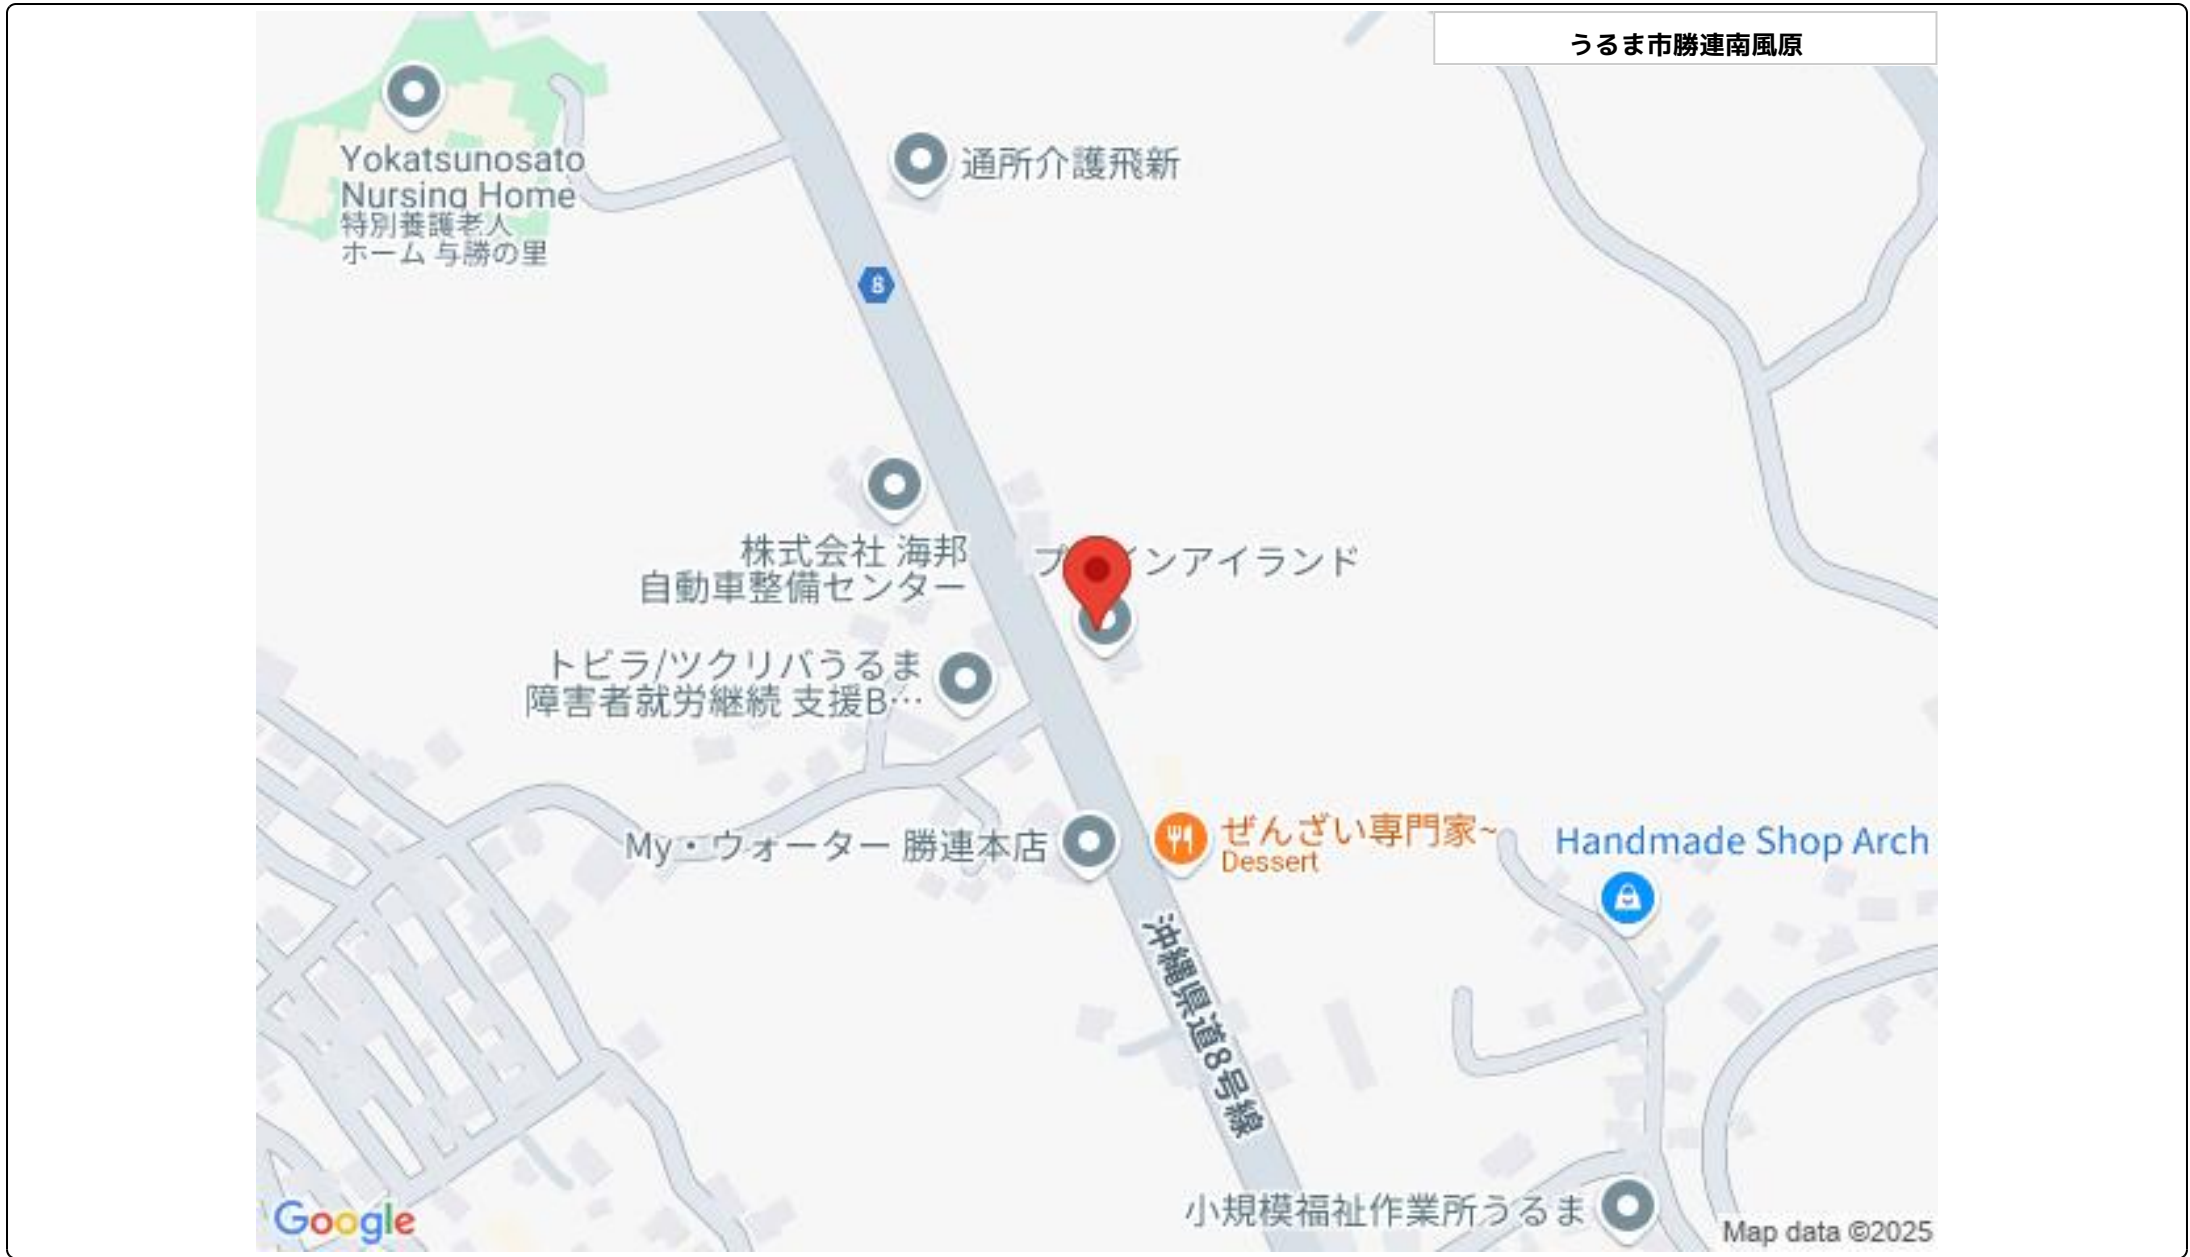 うるま市勝連南風原
Yokatsunosato
Nursing Home
特別養護老人
ホーム 与勝の里
通所介護飛新
8
株式会社 海邦
自動車整備センター
ンアイランド
トビラ/ツクリバうるま
障害者就労継続 支援B…
My・ウォーター 勝連本店
ぜんざい専門家~
Dessert
Handmade Shop Arch
沖縄県道8号線
小規模福祉作業所うるま
Google
Map data ©2025